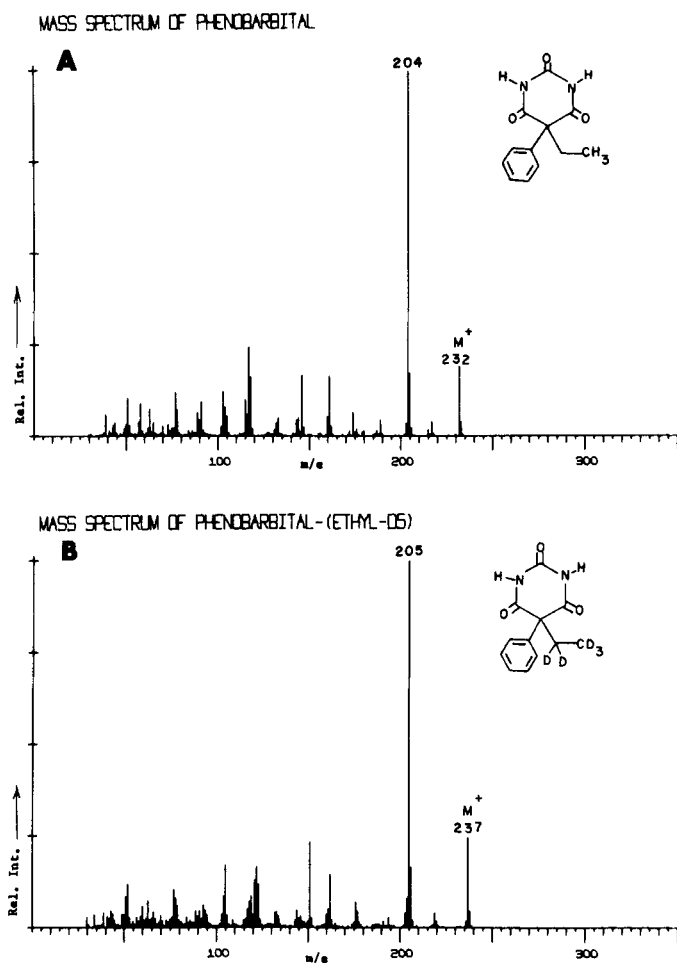 MASS SPECTRUM OF PHENOBARBITAL
A
204
H N O N H
O O
CH3
M+
232
Rel. Int.
100 200 300
m/e
MASS SPECTRUM OF PHENOBARBITAL-(ETHYL-D5)
B
205
O
H-N N-H
O O
CD3
D D
M+
237
Rel. Int.
100 200 300
m/e